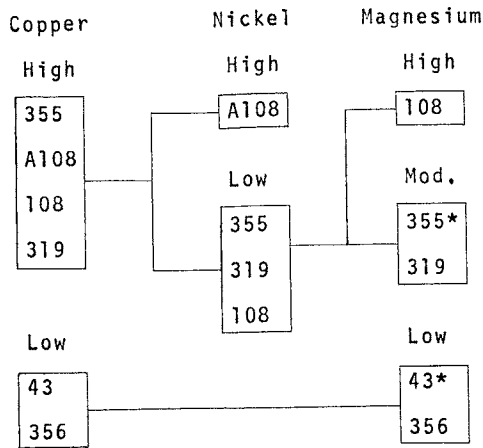 Copper Nickel Magnesium
High High High
355 A108 108
A108
108
319
Low
355
319
108
Mod.
355*
319
Low Low
43 43*
356 356